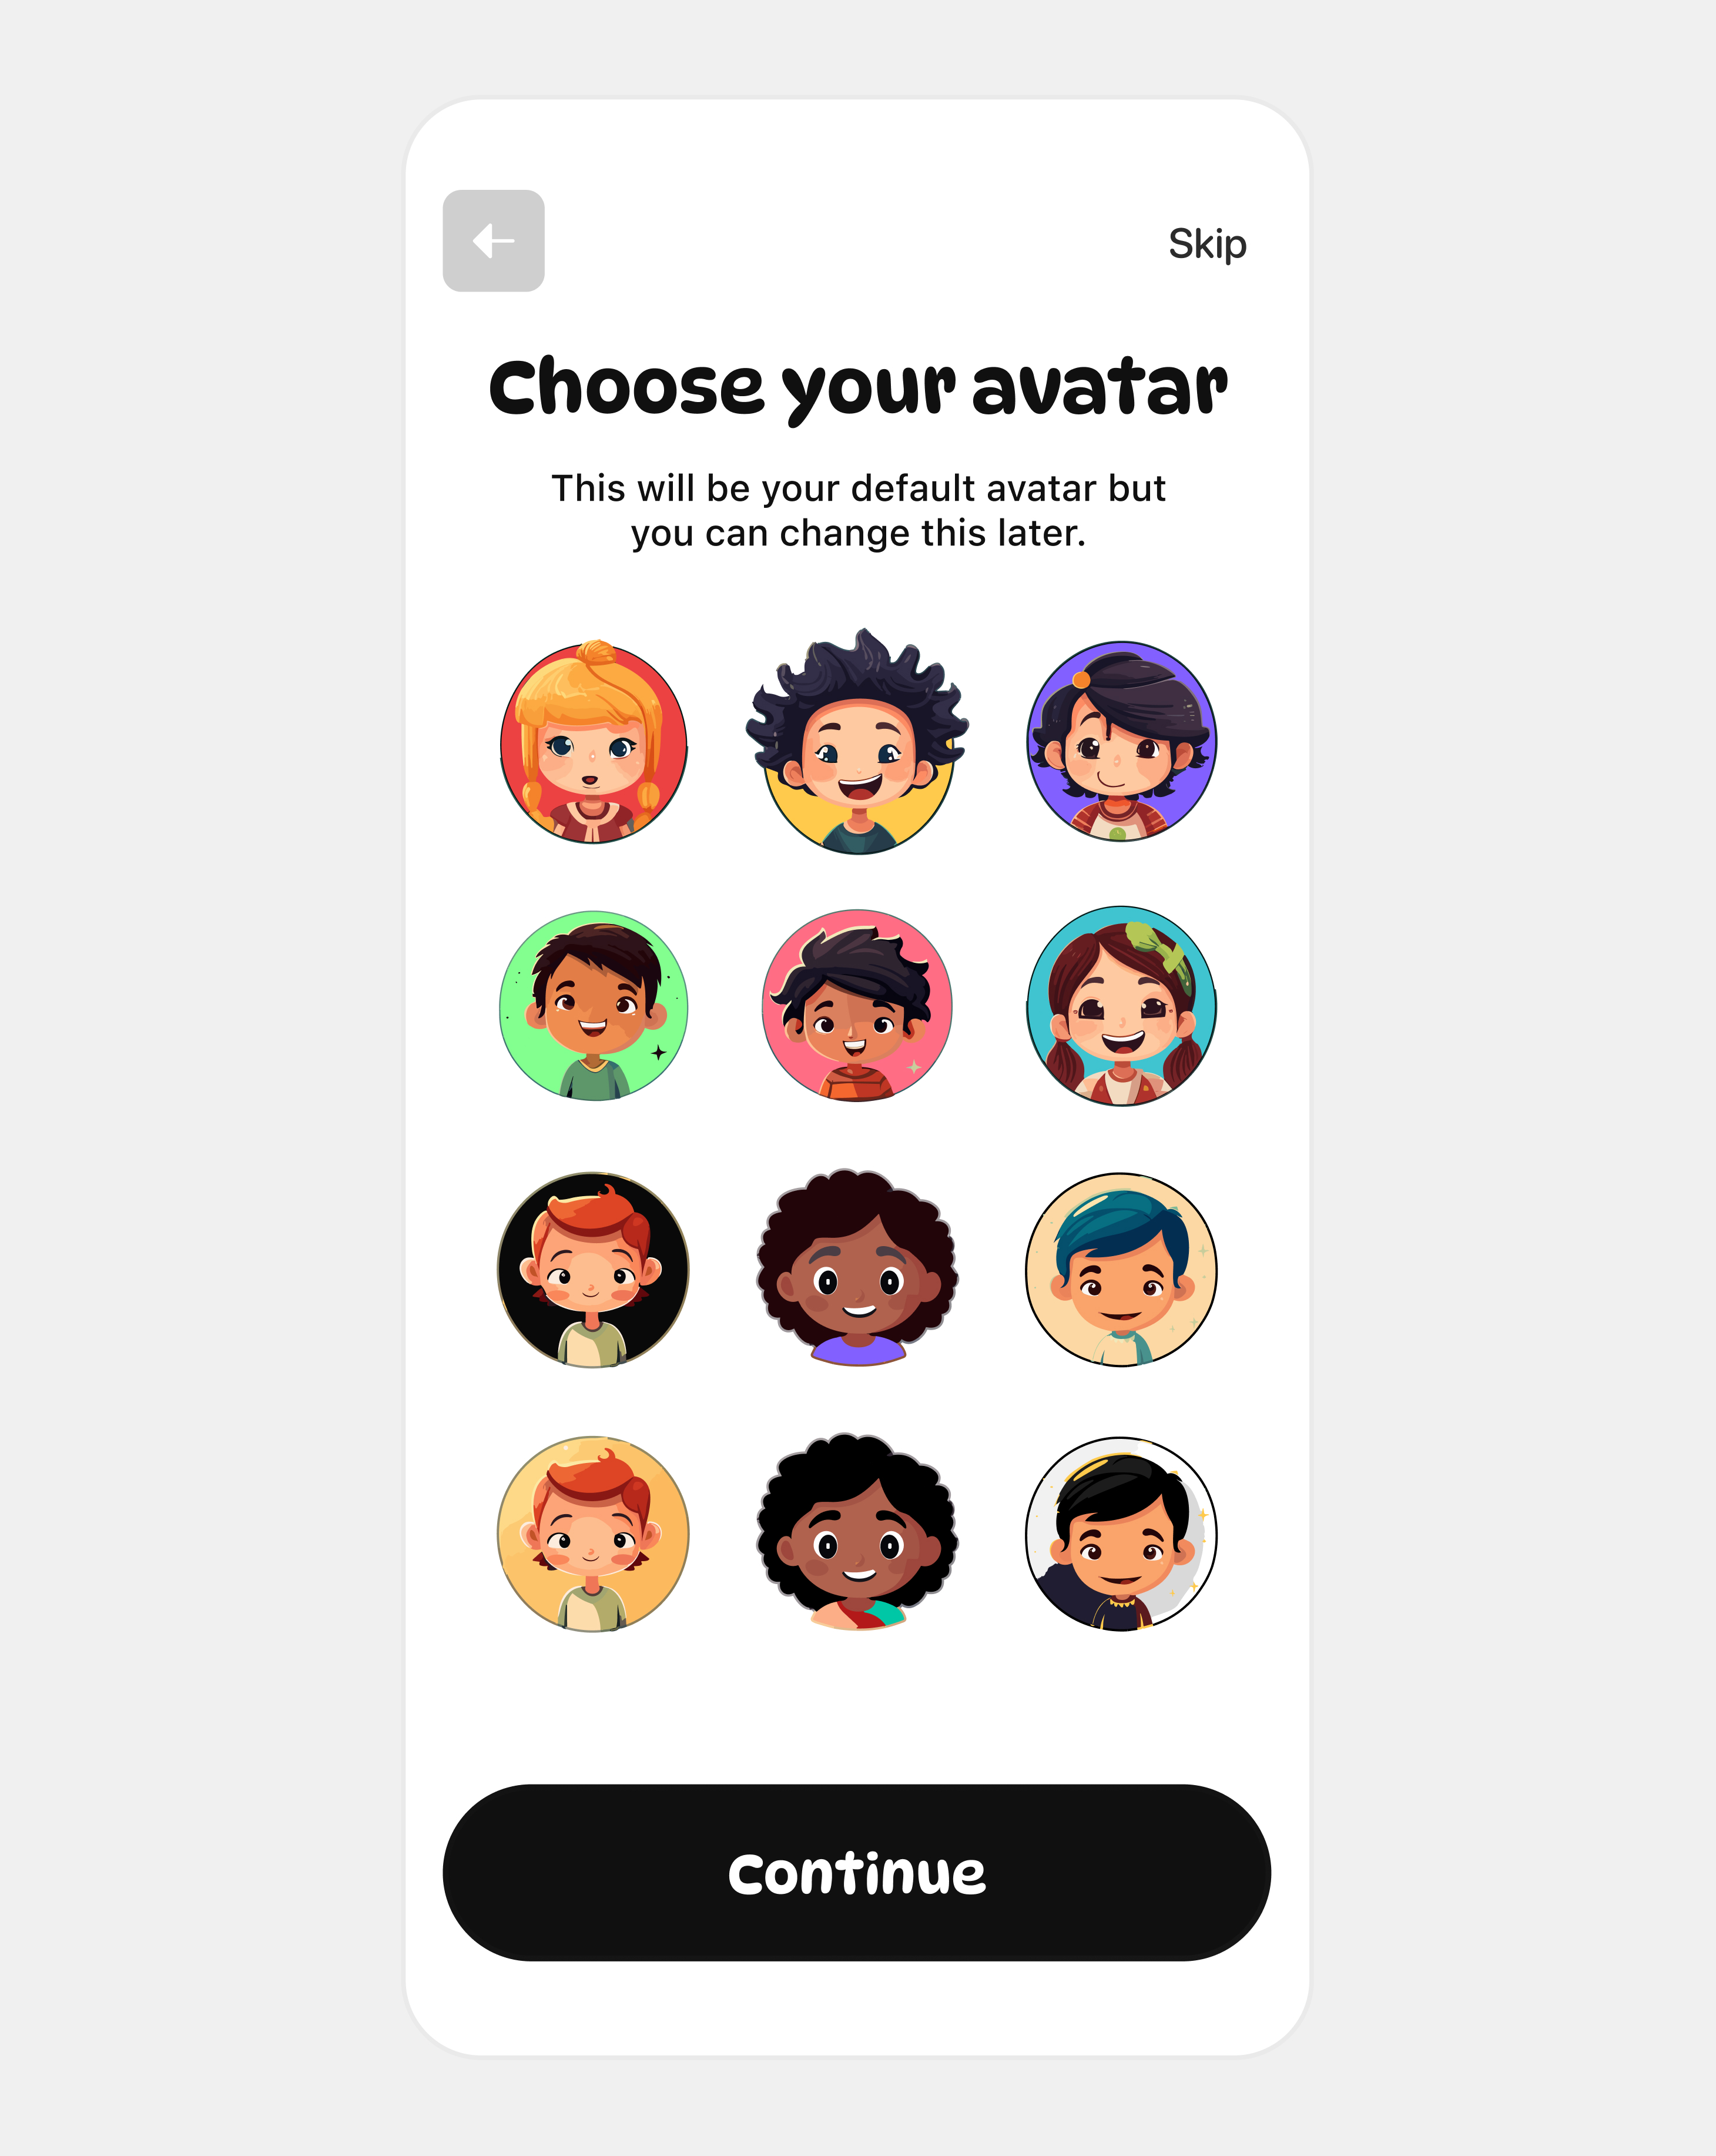 Skip
Choose your avatar
This will be your default avatar but
you can change this later.
Continue